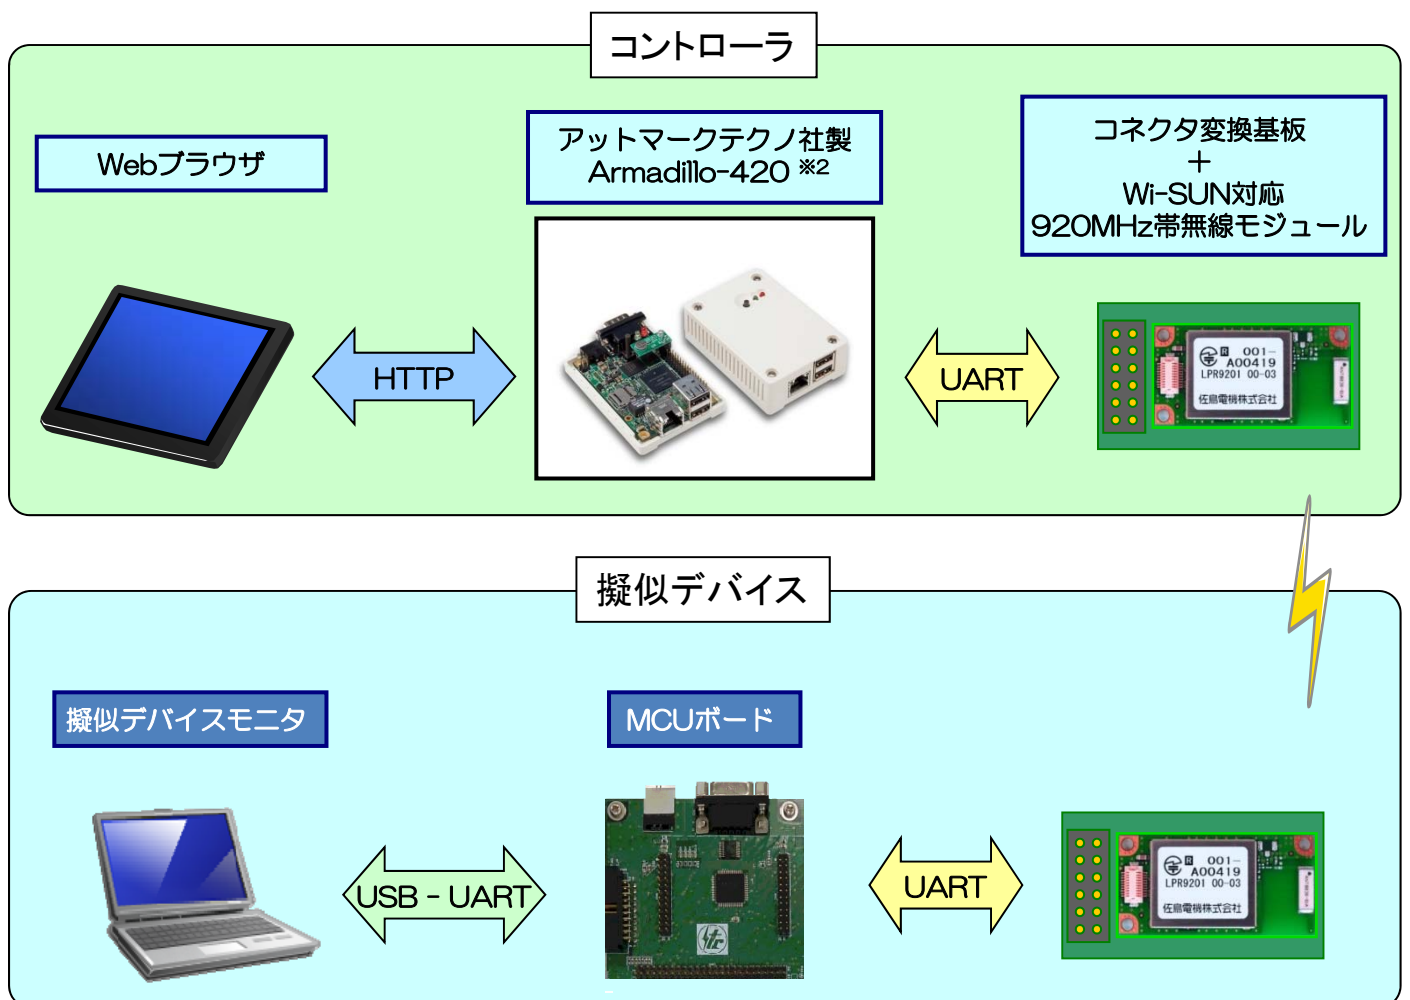 コントローラ
Webブラウザ
アットマークテクノ社製
Armadillo-420 ※2
コネクタ変換基板
＋
Wi-SUN対応
920MHz帯無線モジュール
HTTP
UART
R 001-
A00419
LPR9201 00-03
佐鳥電機株式会社
擬似デバイス
擬似デバイスモニタ
MCUボード
USB - UART
UART
R 001-
A00419
LPR9201 00-03
佐鳥電機株式会社